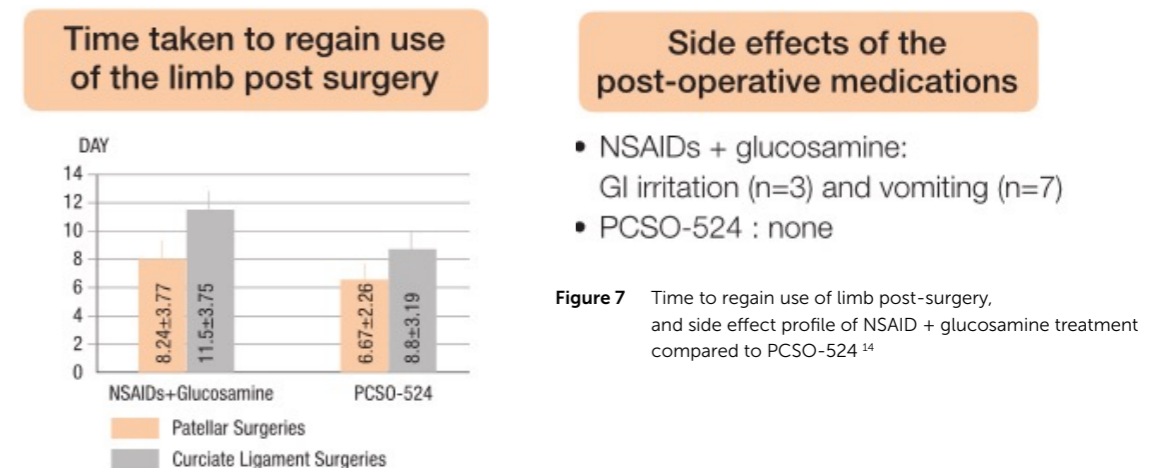 Time taken to regain use
of the limb post surgery
DAY
14
12
10
8
6
4
2
0
8.24±3.77
11.5±3.75
6.67±2.26
8.8±3.19
NSAIDs+Glucosamine
PCSO-524
Patellar Surgeries
Curciate Ligament Surgeries
Side effects of the
post-operative medications
• NSAIDs + glucosamine:
GI irritation (n=3) and vomiting (n=7)
• PCSO-524 : none
Figure 7 Time to regain use of limb post-surgery,
and side effect profile of NSAID + glucosamine treatment
compared to PCSO-524 14